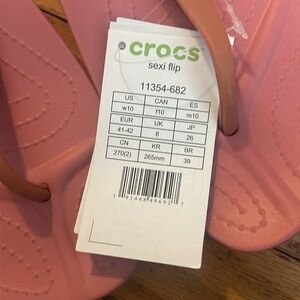 crocs
sexi flip
11354-682
US CAN ES
w10 f10 m10
EUR UK JP
41-42 8 26
CN KR BR
270(2) 265mm 39